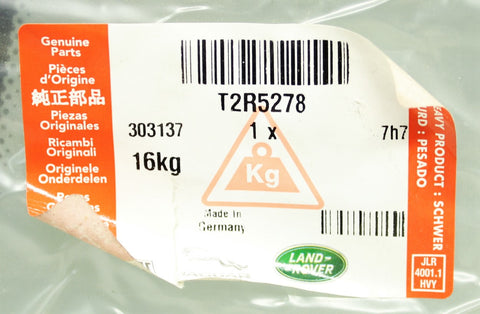 Genuine
Parts
Pièces
d'Origine
純正部品
Piezas
Originales
Ricambi
Originali
Originele
Onderdelen
T2R5278
303137
1 x
7h7
16kg
Kg
Made In
Germany
LAND-
ROVER
HEAVY PRODUCT : SCHWER
PESADO
JLR
4001.1
HVY